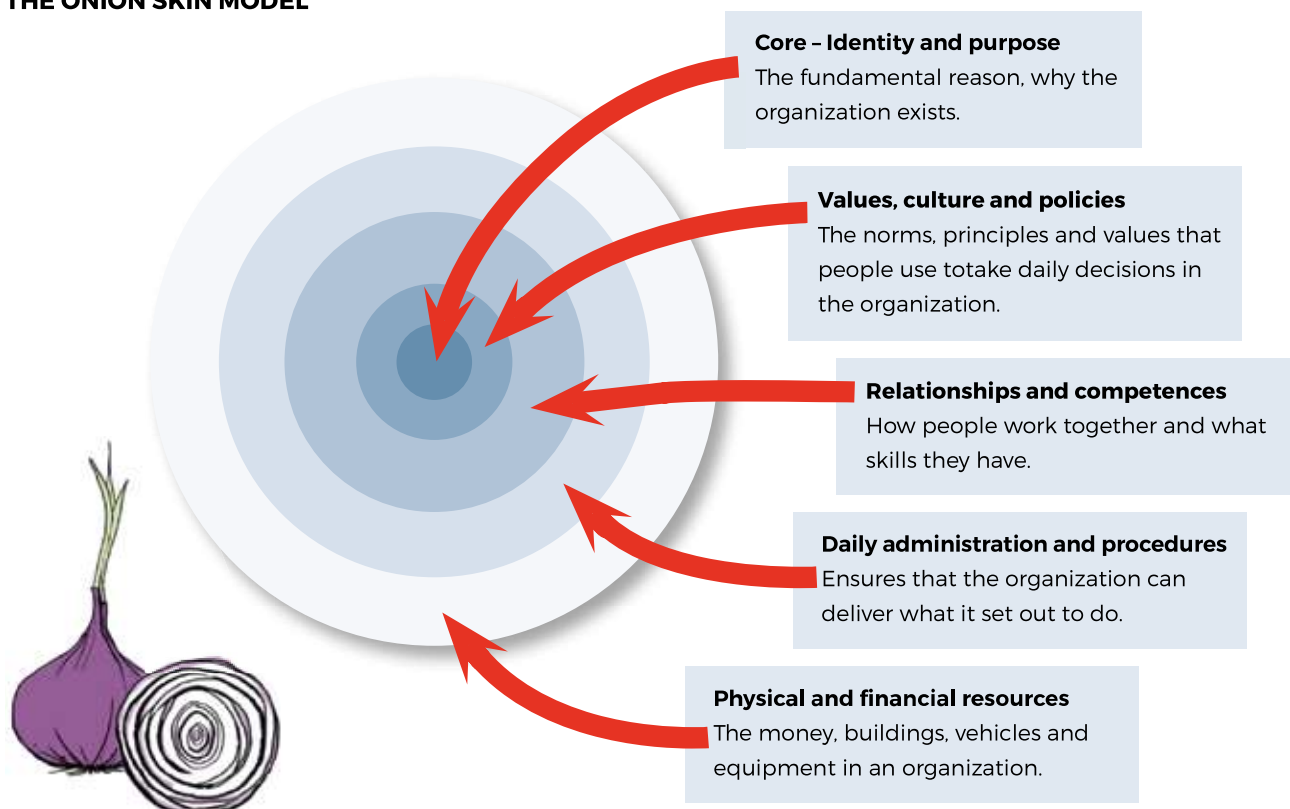 THE ONION SKIN MODEL
Core – Identity and purpose
The fundamental reason, why the
organization exists.
Values, culture and policies
The norms, principles and values that
people use totake daily decisions in
the organization.
Relationships and competences
How people work together and what
skills they have.
Daily administration and procedures
Ensures that the organization can
deliver what it set out to do.
Physical and financial resources
The money, buildings, vehicles and
equipment in an organization.